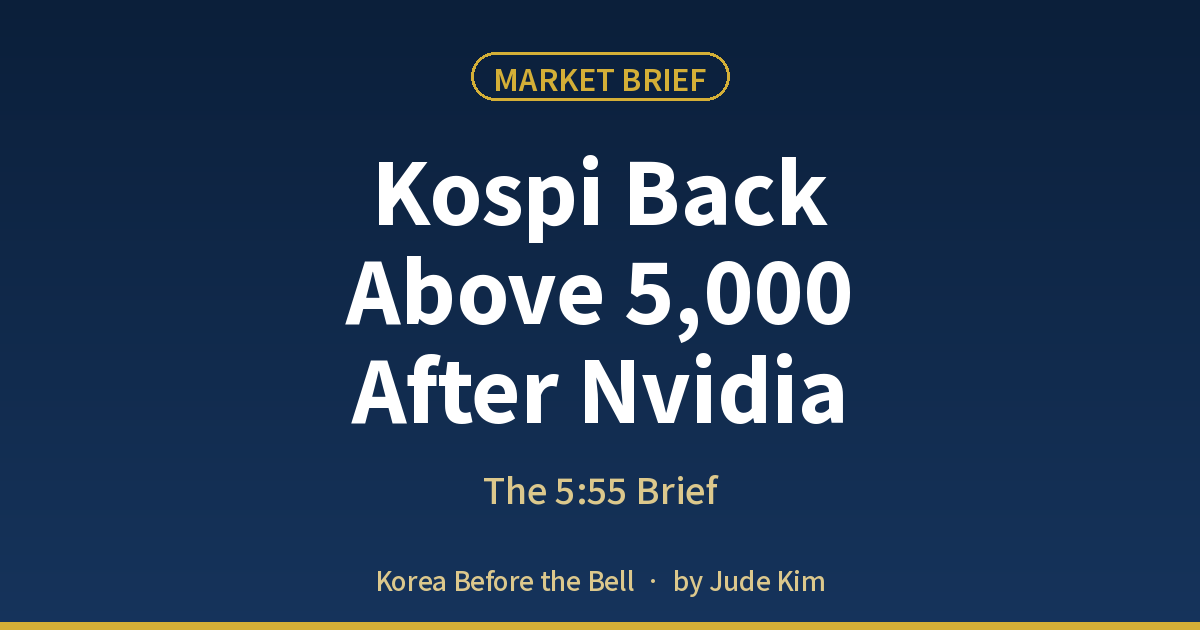 MARKET BRIEF
Kospi Back
Above 5,000
After Nvidia
The 5:55 Brief
Korea Before the Bell · by Jude Kim